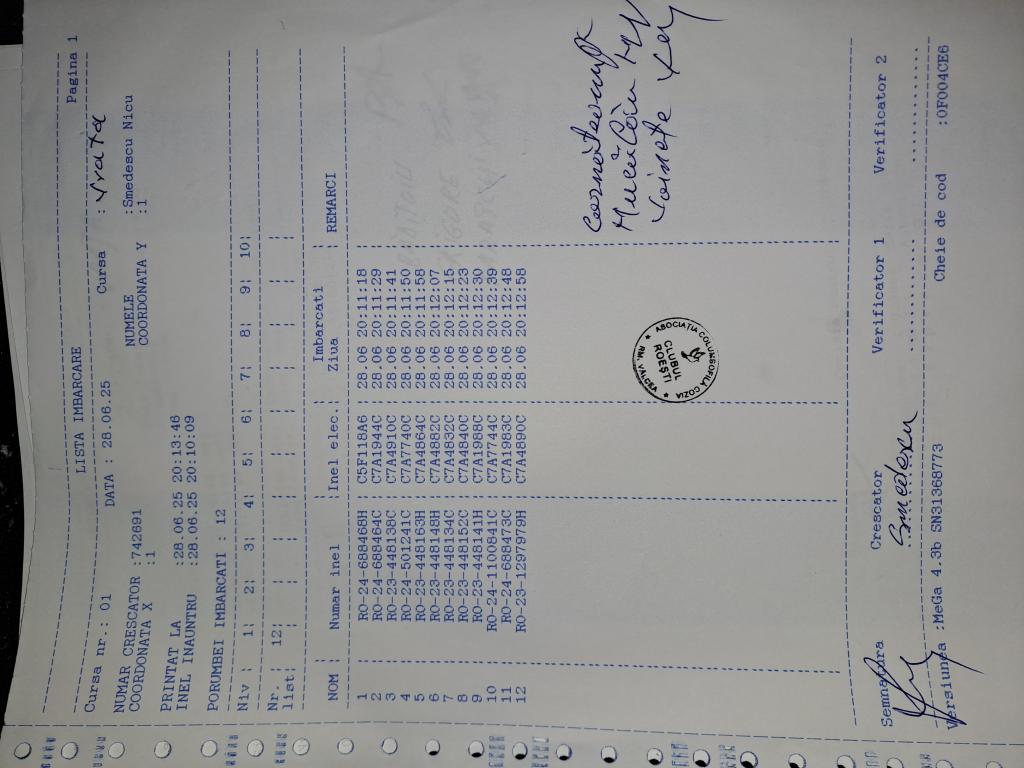 Pagina 1
LISTA IMBARCARE
Cursa nr.: 01 DATA : 28.06.25 Cursa : Vrata
NUMAR CRESCATOR :742691 NUMELE :Smedescu Nicu
COORDONATA X :1 COORDONATA Y :1
PRINTAT LA :28.06.25 20:13:46
INEL INAUNTRU :28.06.25 20:10:09
PORUMBEI IMBARCATI : 12
Niv : 1: 2: 3: 4: 5: 6: 7: 8: 9: 10:
Nr. : 12: : : : : : : : : :
list: : : : : : : : : : :
Imbarcati
NOM : Numar inel : Inel elec.: Ziua : REMARCI
1 : RO-24-688468H : C5F118A6 : 28.06 20:11:18
2 : RO-24-688464C : C7A1944C : 28.06 20:11:29
3 : RO-23-448138C : C7A4910C : 28.06 20:11:41
4 : RO-24-501241C : C7A7740C : 28.06 20:11:50
5 : RO-23-448163H : C7A4864C : 28.06 20:11:58
6 : RO-23-448148H : C7A4882C : 28.06 20:12:07
7 : RO-23-448134C : C7A4832C : 28.06 20:12:15
8 : RO-23-448152C : C7A4840C : 28.06 20:12:23
9 : RO-23-448141H : C7A1988C : 28.06 20:12:30
10 : RO-24-1100841C : C7A7744C : 28.06 20:12:39
11 : RO-24-688473C : C7A1983C : 28.06 20:12:48
12 : RO-23-1297979H : C7A4890C : 28.06 20:12:58
ASOCIAȚIA COLUMBOFILA COZIA
CLUBUL
ROEȘTI
RM. VALCEA
Semnatura Crescator Verificator 1 Verificator 2
Smedescu
Versiunea :MeGa 4.3b SN31368773 Cheie de cod :0F004CE6